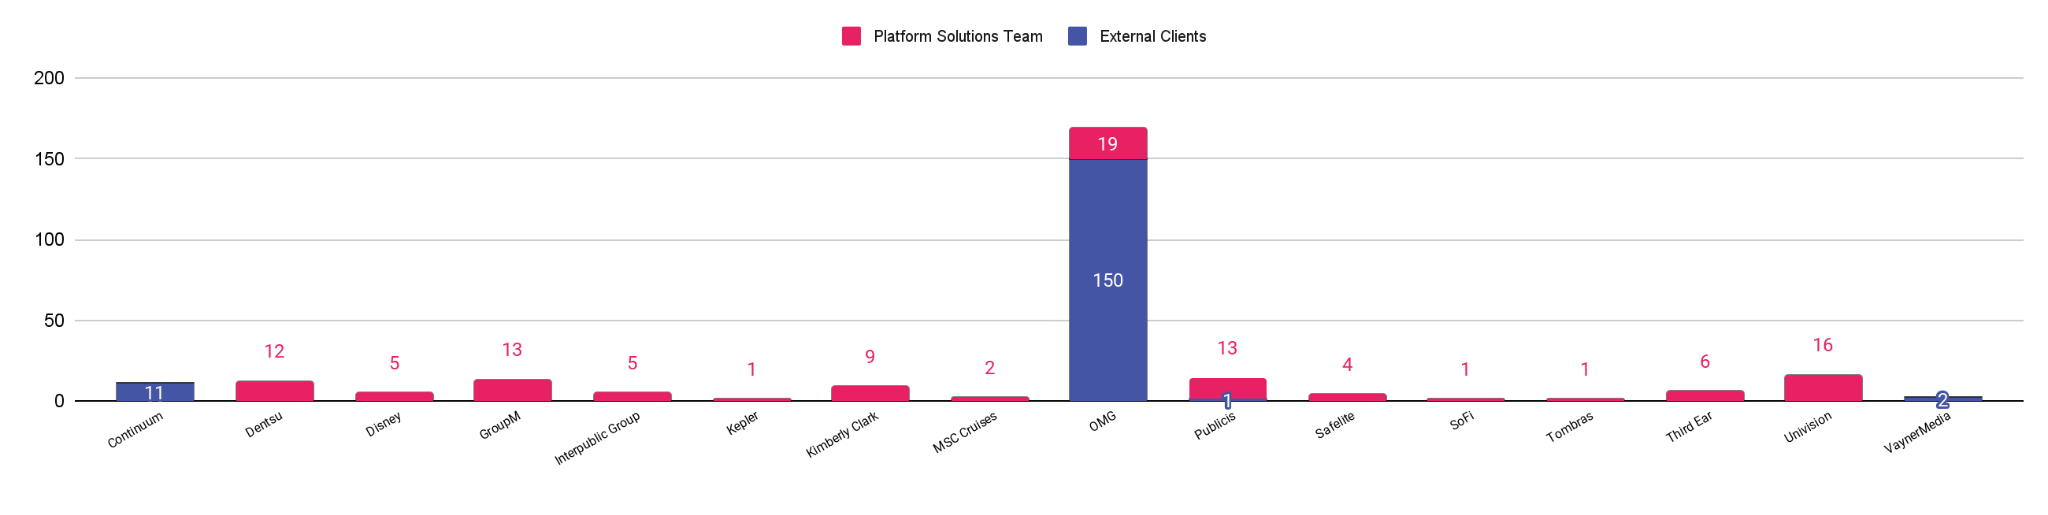 Platform Solutions Team External Clients
200
150
100
50
0
19
150
11
12
5
13
5
1
9
2
13
1
4
1
1
6
16
2
Continuum
Dentsu
Disney
GroupM
Interpublic Group
Kepler
Kimberly Clark
MSC Cruises
OMG
Publicis
Safelite
SoFi
Tombras
Third Ear
Univision
VaynerMedia